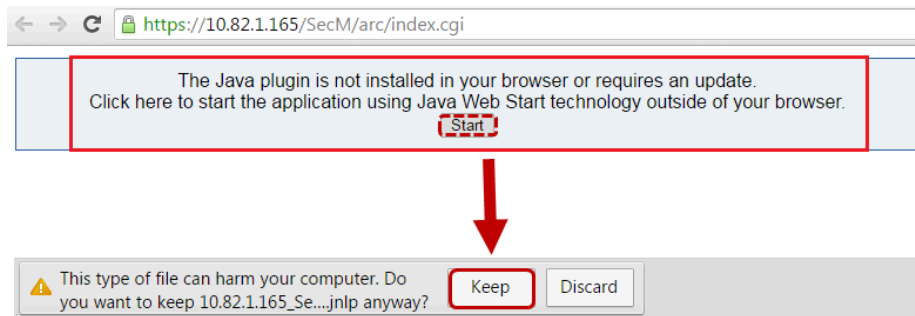 https://10.82.1.165/SecM/arc/index.cgi
The Java plugin is not installed in your browser or requires an update.
Click here to start the application using Java Web Start technology outside of your browser.
Start
This type of file can harm your computer. Do
you want to keep 10.82.1.165_Se....jnlp anyway?
Keep
Discard